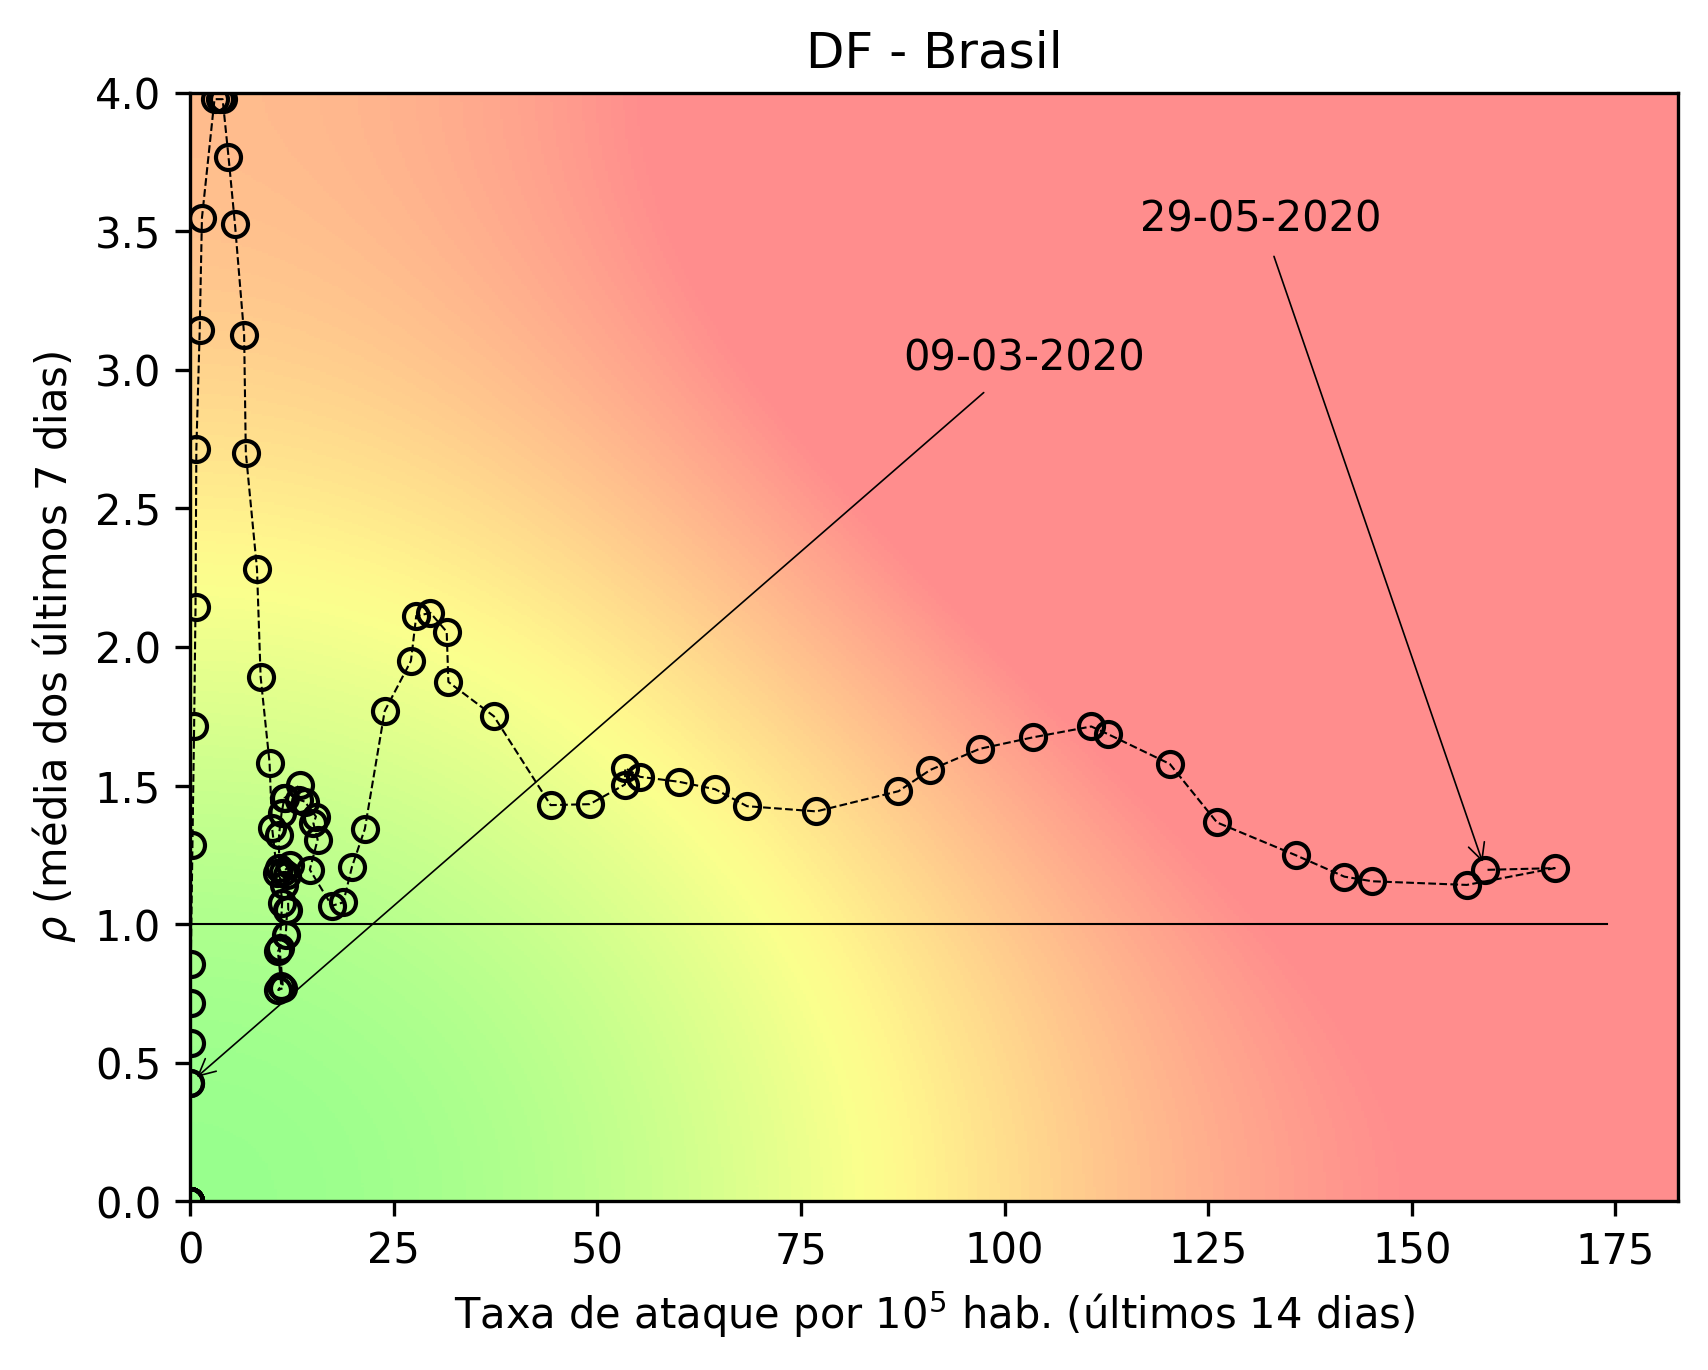 DF - Brasil
4.0
3.5
3.0
2.5
2.0
1.5
1.0
0.5
0.0
ρ (média dos últimos 7 dias)
29-05-2020
09-03-2020
0 25 50 75 100 125 150 175
Taxa de ataque por 10⁵ hab. (últimos 14 dias)